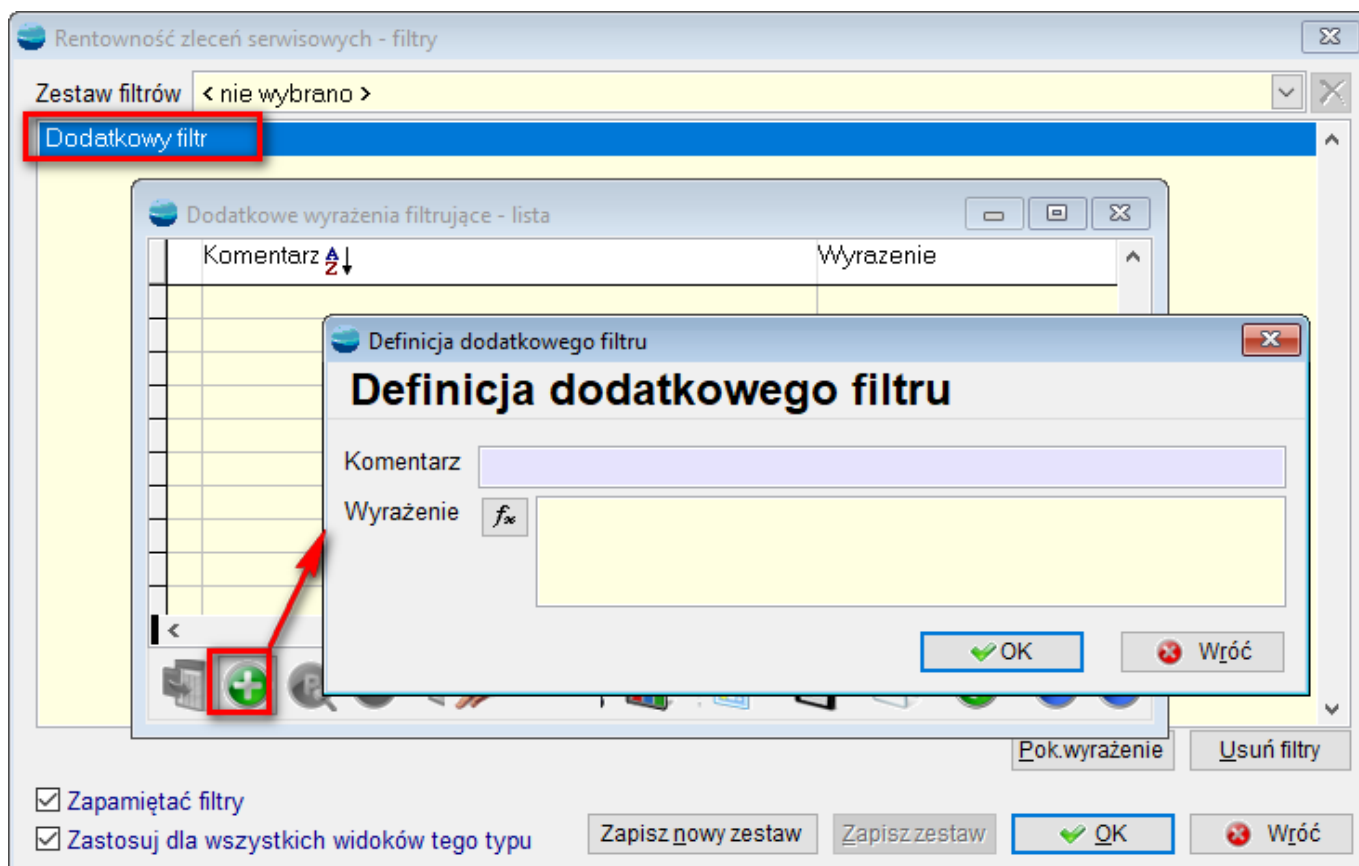 Rentowność zleceń serwisowych - filtry
Zestaw filtrów < nie wybrano >
Dodatkowy filtr
Dodatkowe wyrażenia filtrujące - lista
Komentarz Wyrazenie
Definicja dodatkowego filtru
Definicja dodatkowego filtru
Komentarz
Wyrażenie fx
OK Wróć
Pok.wyrażenie Usuń filtry
Zapamiętać filtry
Zastosuj dla wszystkich widoków tego typu Zapisz nowy zestaw Zapisz zestaw OK Wróć